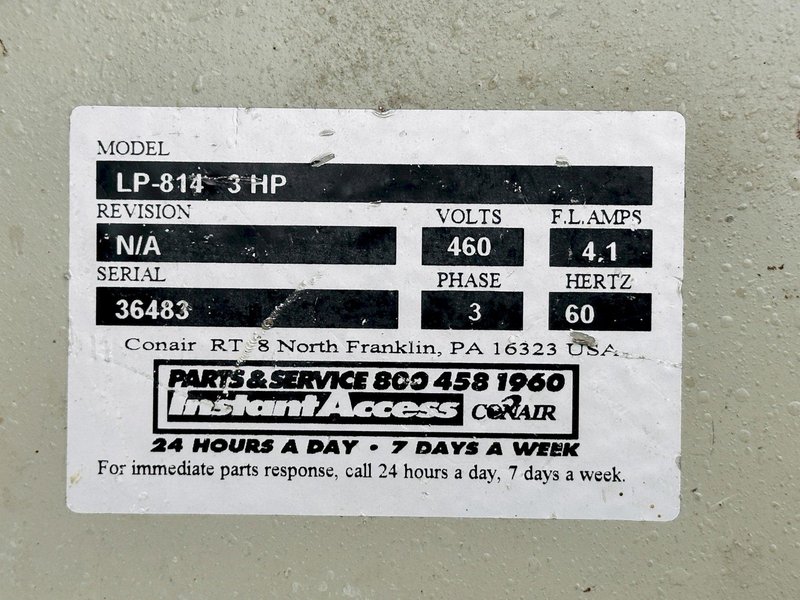 MODEL
LP-814 3 HP
REVISION VOLTS F.L.AMPS
N/A 460 4.1
SERIAL PHASE HERTZ
36483 3 60
Conair RT 8 North Franklin, PA 16323 USA
PARTS & SERVICE 800 458 1960
Instant Access CONAIR
24 HOURS A DAY • 7 DAYS A WEEK
For immediate parts response, call 24 hours a day, 7 days a week.